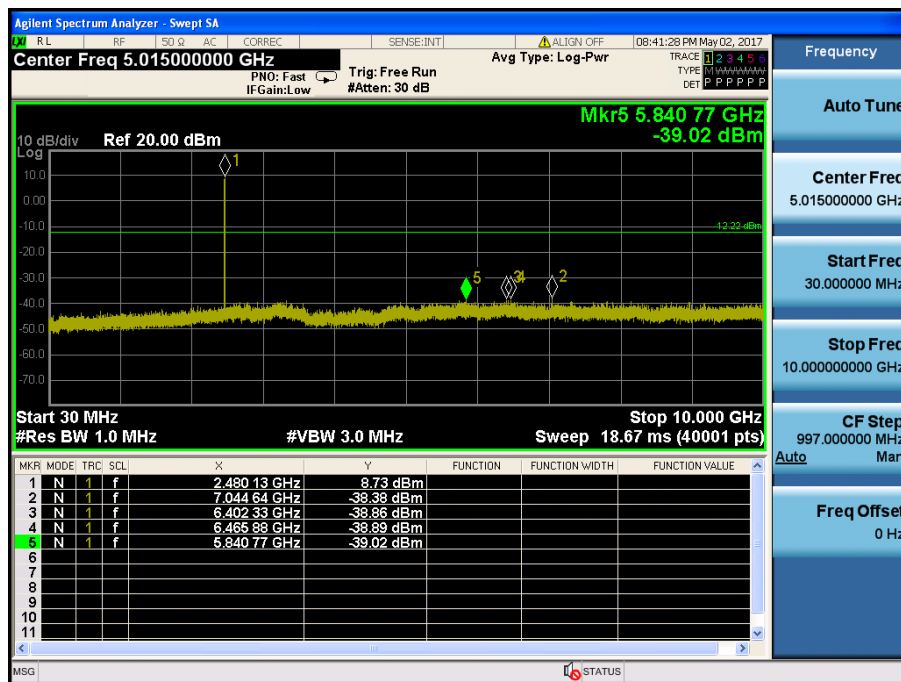 Agilent Spectrum Analyzer - Swept SA
LXI RL RF 50 Ω AC CORREC SENSE:INT ALIGN OFF 08:41:28 PM May 02, 2017
Center Freq 5.015000000 GHz
PNO: Fast
IFGain:Low
Trig: Free Run
#Atten: 30 dB
Avg Type: Log-Pwr
TRACE 1 2 3 4 5 6
TYPE M WWWWW
DET P P P P P P
Mkr5 5.840 77 GHz
-39.02 dBm
10 dB/div Ref 20.00 dBm
Log
10.0
0.00
-10.0
-20.0
-30.0
-40.0
-50.0
-60.0
-70.0
1
-12.22 dBm
5
3
4
2
Start 30 MHz Stop 10.000 GHz
#Res BW 1.0 MHz #VBW 3.0 MHz Sweep 18.67 ms (40001 pts)
MKR MODE TRC SCL X Y FUNCTION FUNCTION WIDTH FUNCTION VALUE
1 N 1 f 2.480 13 GHz 8.73 dBm
2 N 1 f 7.044 64 GHz -38.38 dBm
3 N 1 f 6.402 33 GHz -38.86 dBm
4 N 1 f 6.465 88 GHz -38.89 dBm
5 N 1 f 5.840 77 GHz -39.02 dBm
6
7
8
9
10
11
MSG STATUS
Frequency
Auto Tune
Center Freq
5.015000000 GHz
Start Freq
30.000000 MHz
Stop Freq
10.000000000 GHz
CF Step
997.000000 MHz
Auto Man
Freq Offset
0 Hz